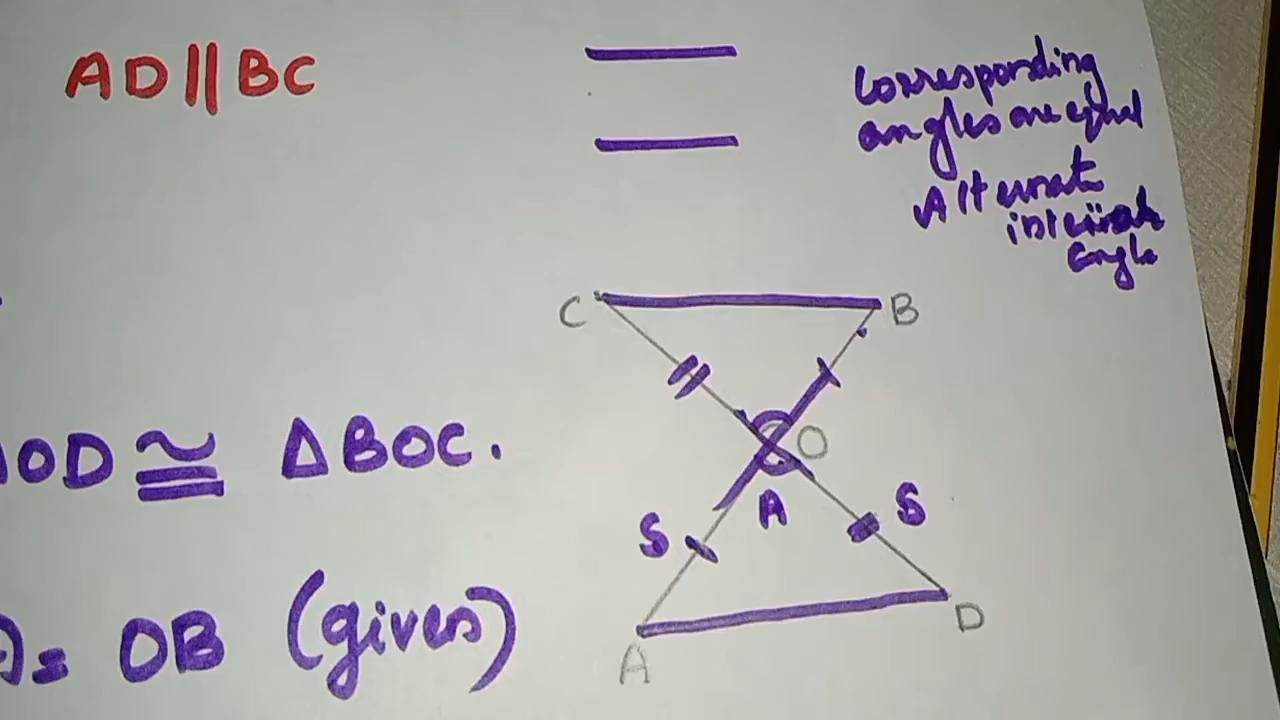 AD||BC
Corresponding
angles are equal
Alternate
interior
angle
C B
O
OD ≅ ΔBOC.
S A S
= OB (given)
A D